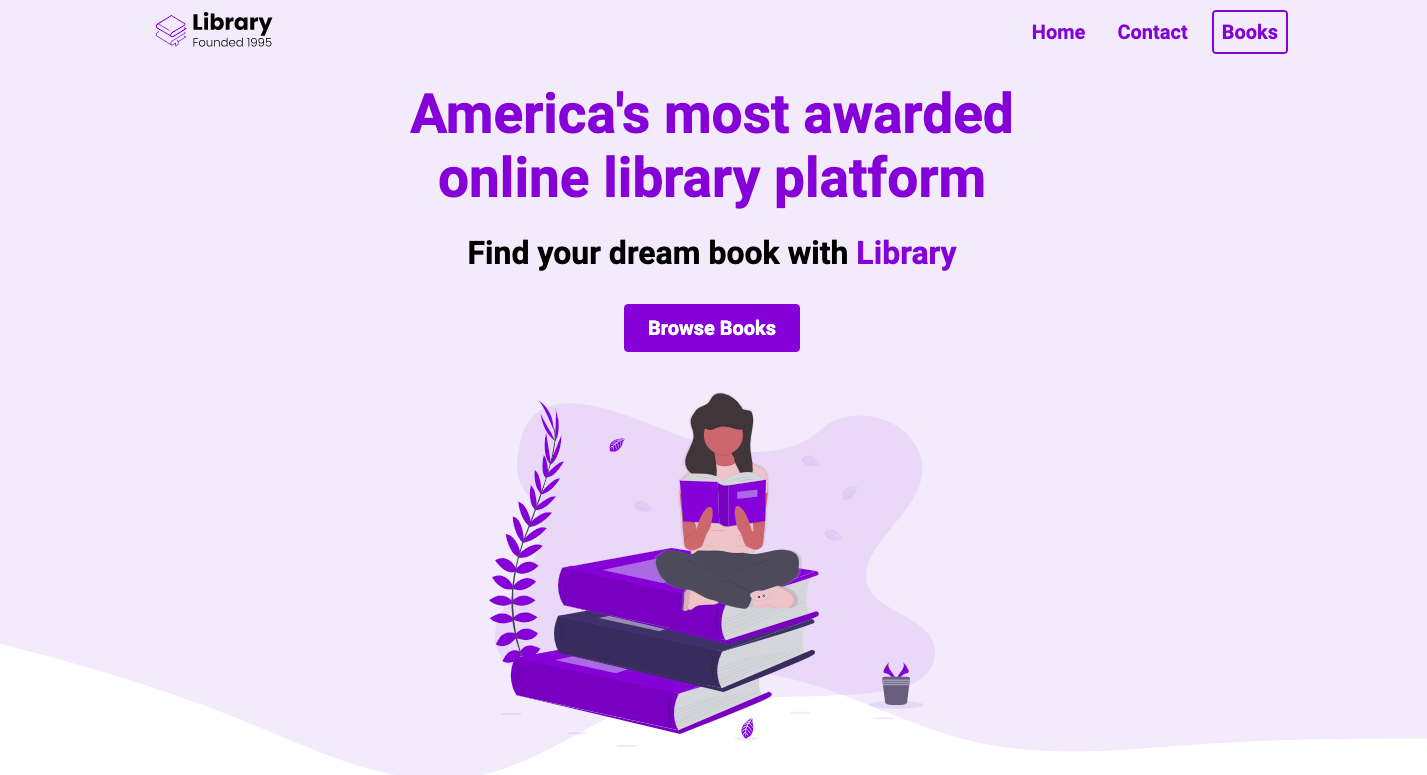 Library
Founded 1995
Home
Contact
Books
America's most awarded
online library platform
Find your dream book with Library
Browse Books